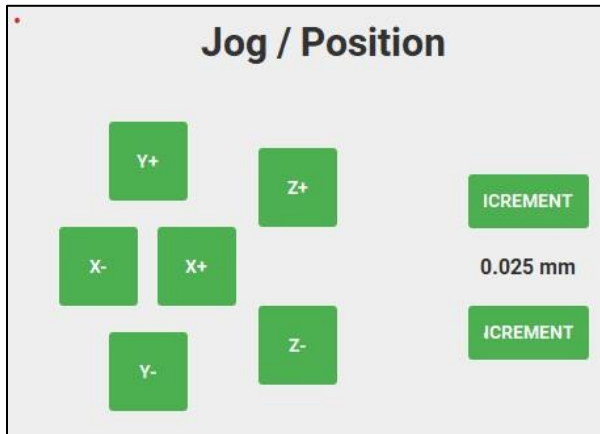 Jog / Position
Y+
Z+
ICREMENT
X-
X+
0.025 mm
ICREMENT
Z-
Y-